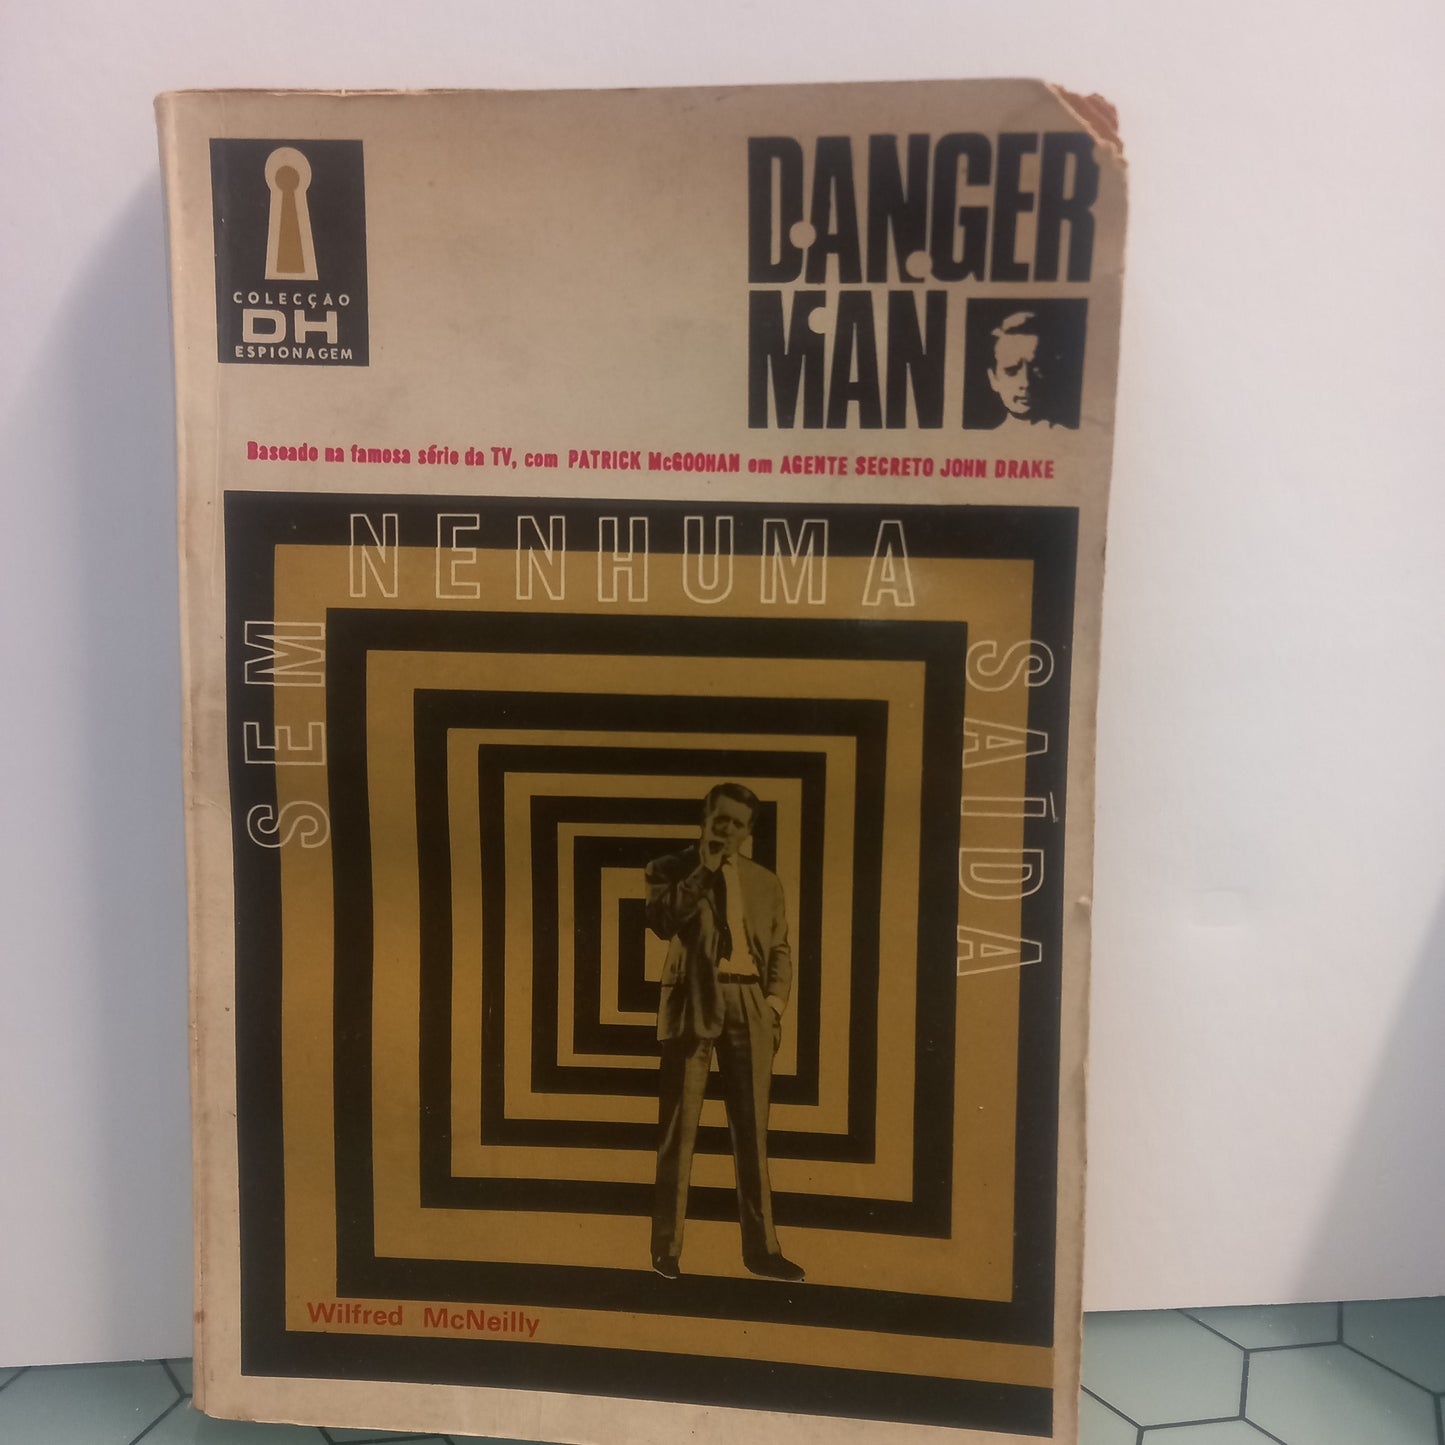 COLECÇÃO
DH
ESPIONAGEM
DANGER
MAN
Baseado na famosa série da TV, com PATRICK McGOOHAN em AGENTE SECRETO JOHN DRAKE
SEM
NENHUMA
SAÍDA
Wilfred McNeilly